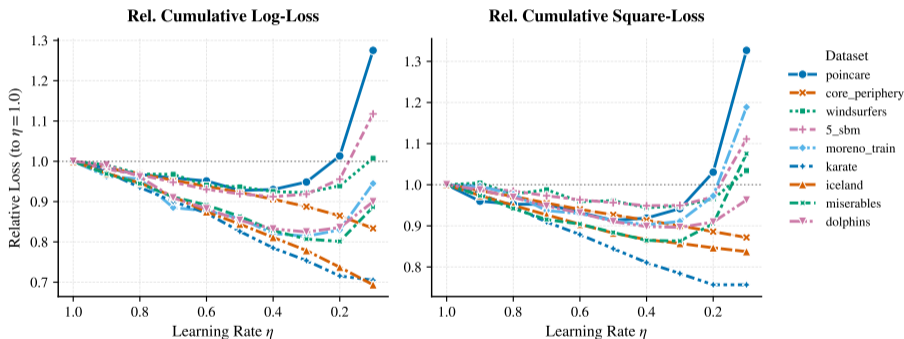 Rel. Cumulative Log-Loss
Relative Loss (to η = 1.0)
1.3
1.2
1.1
1.0
0.9
0.8
0.7
1.0 0.8 0.6 0.4 0.2
Learning Rate η
Rel. Cumulative Square-Loss
1.3
1.2
1.1
1.0
0.9
0.8
1.0 0.8 0.6 0.4 0.2
Learning Rate η
Dataset
poincare
core_periphery
windsurfers
5_sbm
moreno_train
karate
iceland
miserables
dolphins